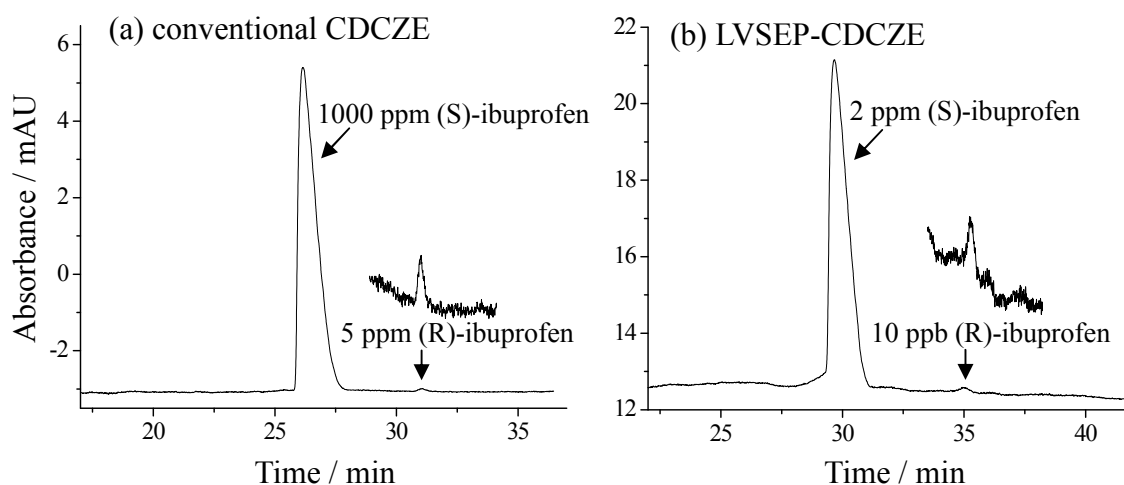 (a) conventional CDCZE
6
4
2
0
-2
Absorbance / mAU
1000 ppm (S)-ibuprofen
5 ppm (R)-ibuprofen
20
25
30
35
Time / min
(b) LVSEP-CDCZE
22
20
18
16
14
12
2 ppm (S)-ibuprofen
10 ppb (R)-ibuprofen
25
30
35
40
Time / min